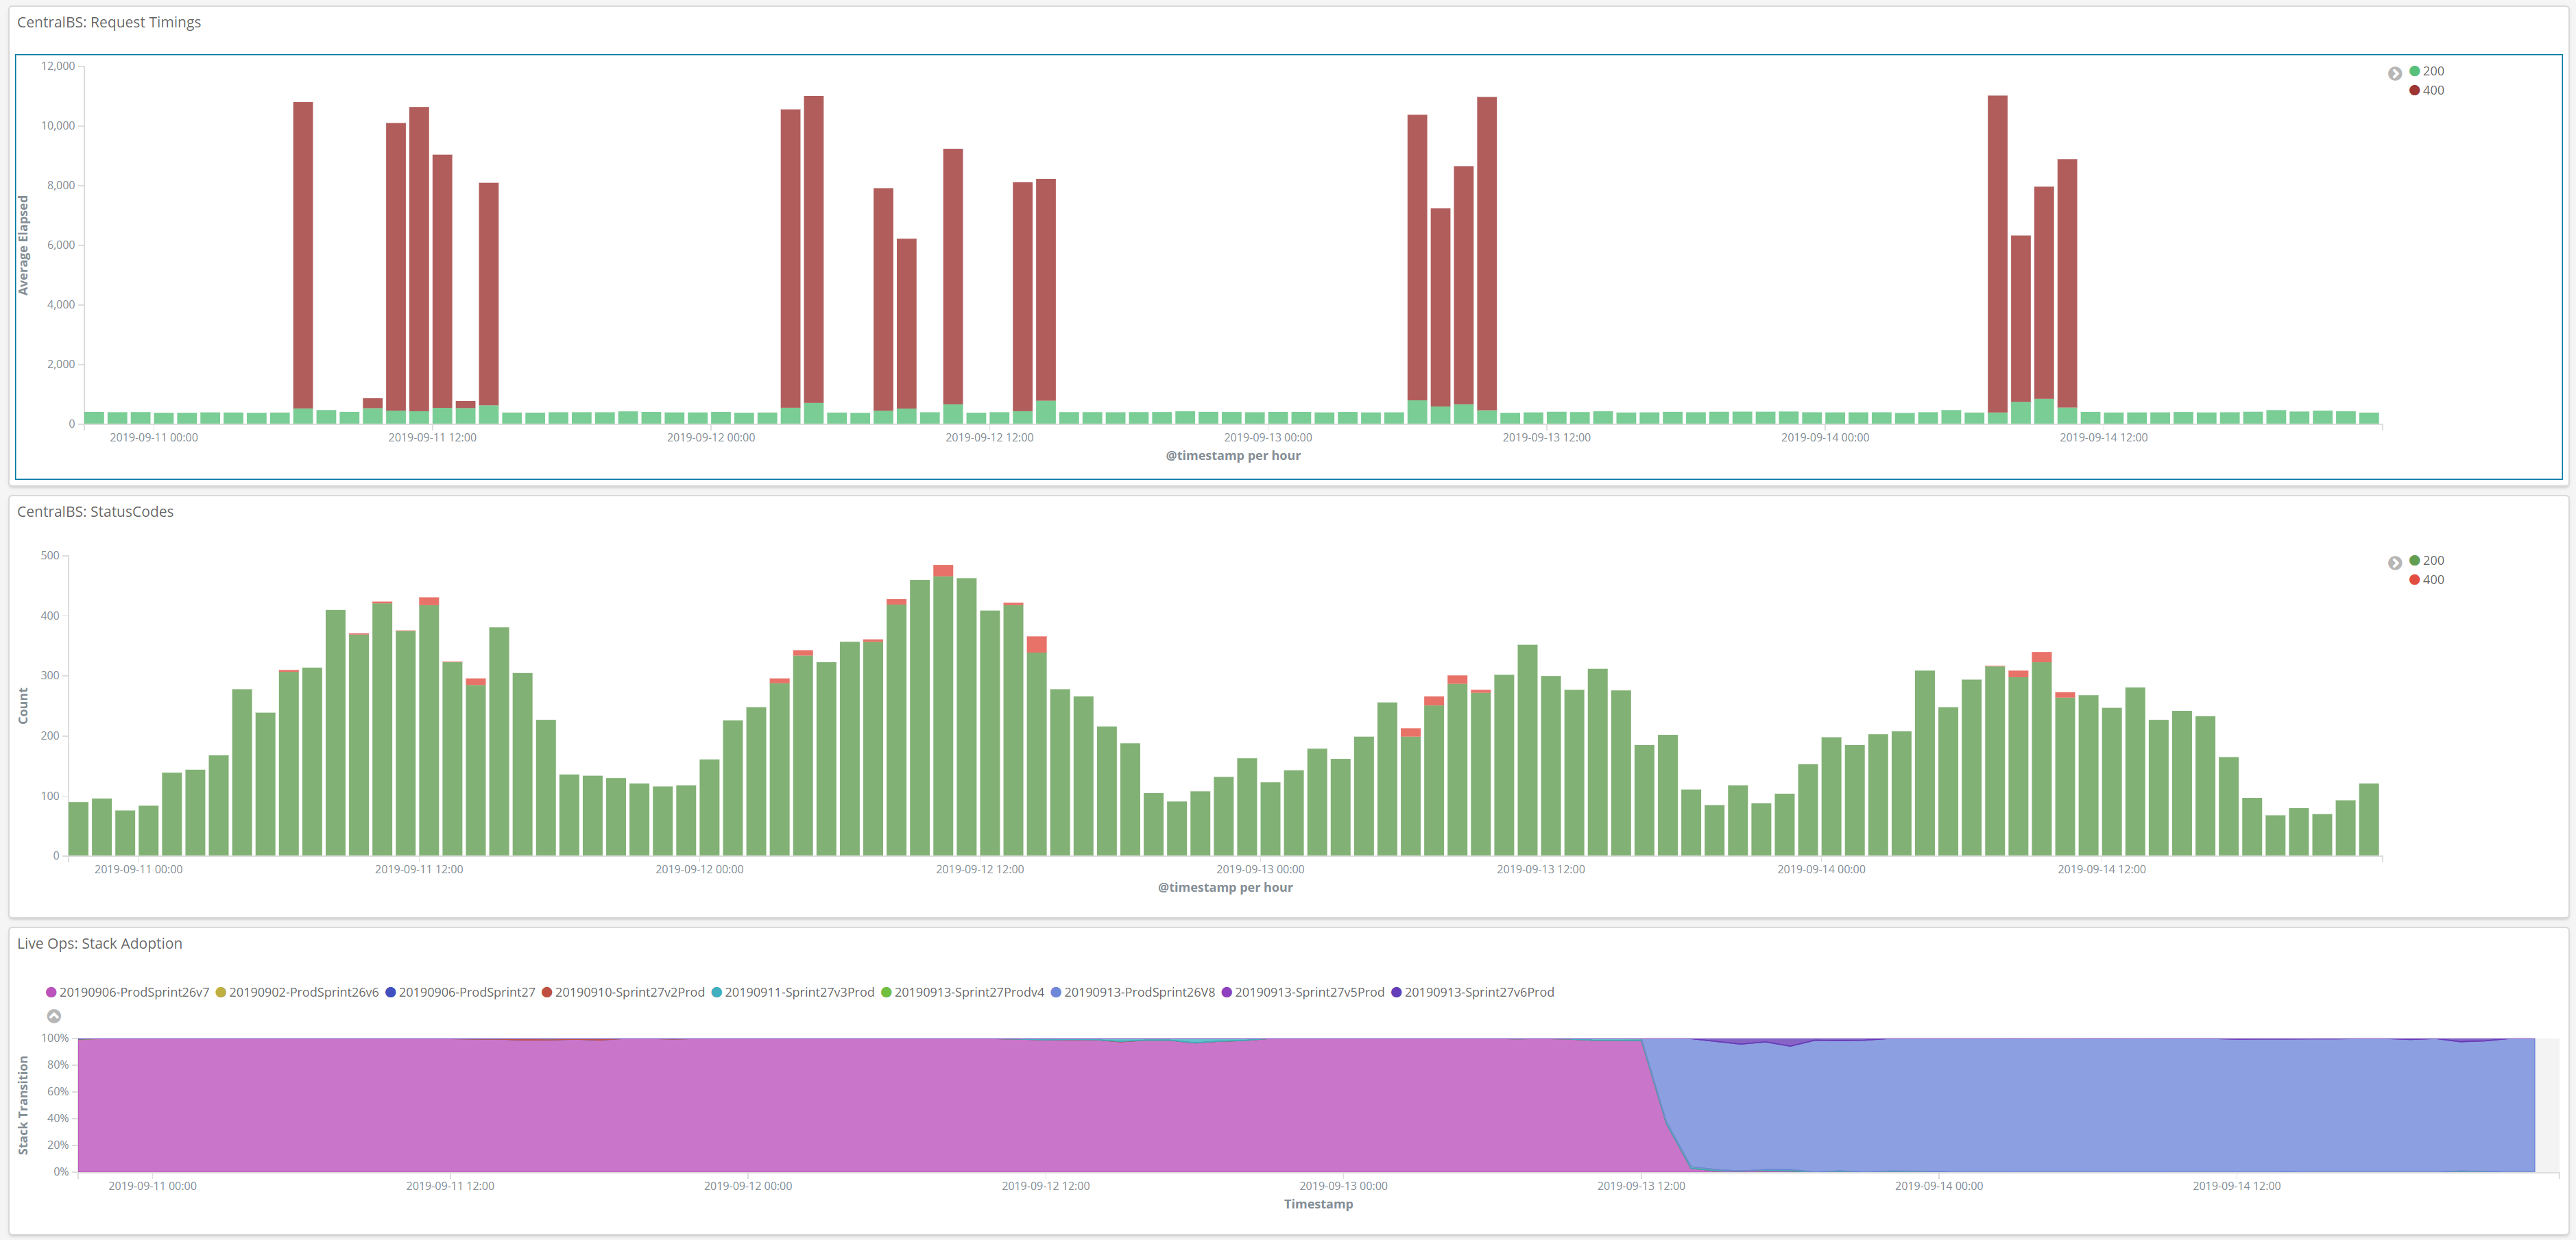 CentralBS: Request Timings
12,000
10,000
8,000
6,000
4,000
2,000
0
Average Elapsed
200
400
2019-09-11 00:00 2019-09-11 12:00 2019-09-12 00:00 2019-09-12 12:00 2019-09-13 00:00 2019-09-13 12:00 2019-09-14 00:00 2019-09-14 12:00
@timestamp per hour
CentralBS: StatusCodes
500
400
300
200
100
0
Count
200
400
2019-09-11 00:00 2019-09-11 12:00 2019-09-12 00:00 2019-09-12 12:00 2019-09-13 00:00 2019-09-13 12:00 2019-09-14 00:00 2019-09-14 12:00
@timestamp per hour
Live Ops: Stack Adoption
20190906-ProdSprint26v7 20190902-ProdSprint26v6 20190906-ProdSprint27 20190910-Sprint27v2Prod 20190911-Sprint27v3Prod 20190913-Sprint27Prodv4 20190913-ProdSprint26V8 20190913-Sprint27v5Prod 20190913-Sprint27v6Prod
100%
80%
60%
40%
20%
0%
Stack Transition
2019-09-11 00:00 2019-09-11 12:00 2019-09-12 00:00 2019-09-12 12:00 2019-09-13 00:00 2019-09-13 12:00 2019-09-14 00:00 2019-09-14 12:00
Timestamp